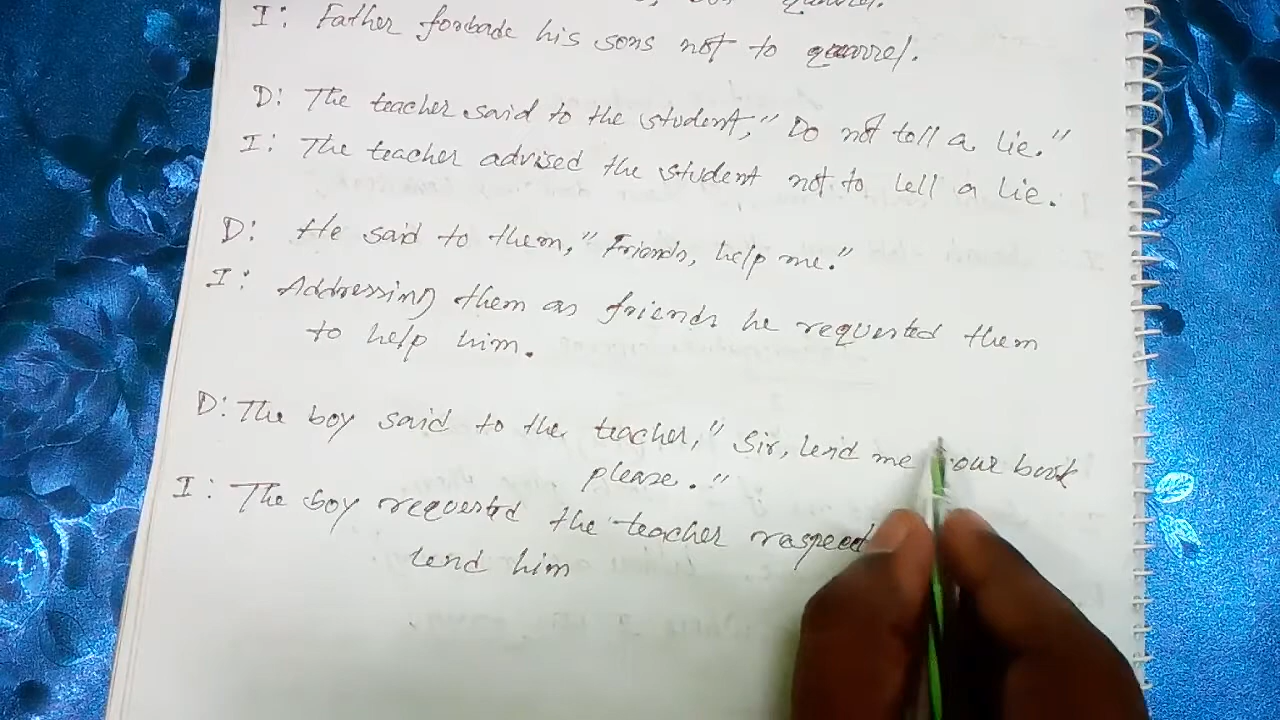 I: Father forbade his sons not to quarrel.
D: The teacher said to the student," Do not tell a lie."
I: The teacher advised the student not to tell a lie.
D: He said to them," Friends, help me."
I: Addressing them as friends he requested them
to help him.
D: The boy said to the teacher," Sir, lend me your book
please."
I: The boy requested the teacher
lend him